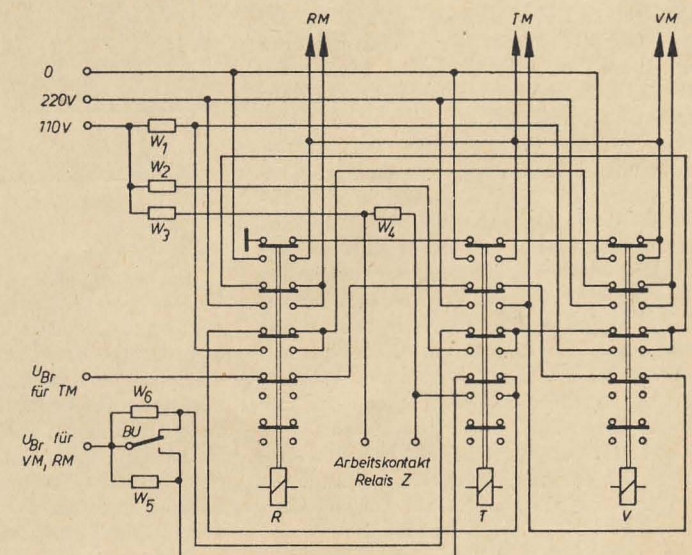 RM
TM
VM
0
220V
110V
W1
W2
W3
W4
UBr
für TM
W6
UBr für
VM, RM
BU
W5
Arbeitskontakt
Relais Z
R
T
V